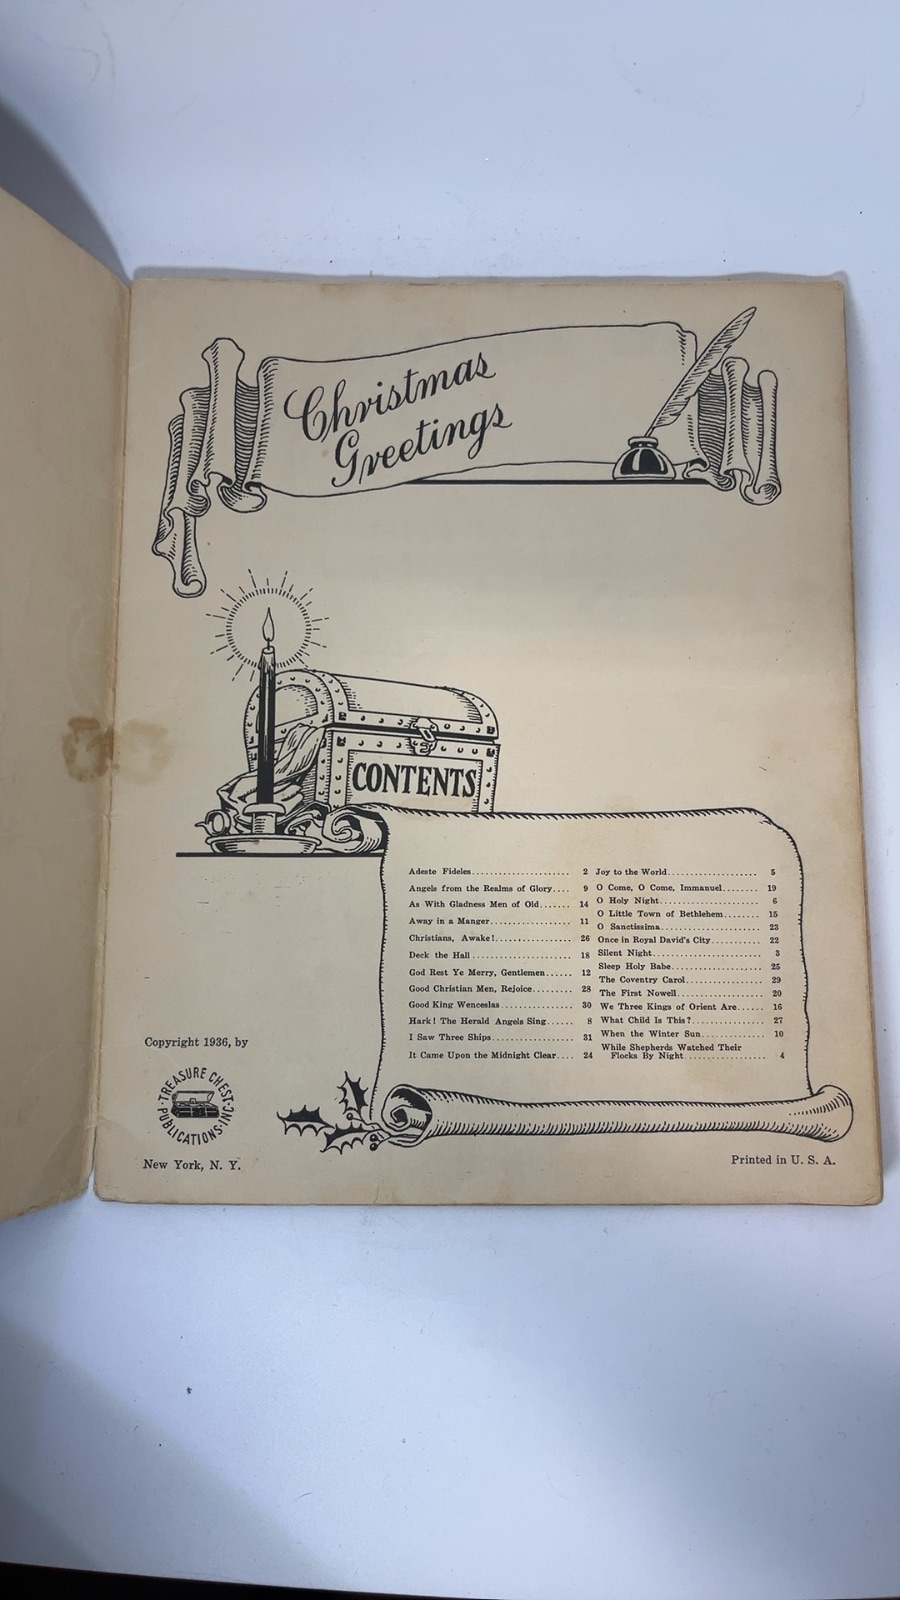 Christmas
Greetings
CONTENTS
Adeste Fideles...................... 2
Angels from the Realms of Glory.... 9
As With Gladness Men of Old....... 14
Away in a Manger.................. 11
Christians, Awake!................. 26
Deck the Hall...................... 18
God Rest Ye Merry, Gentlemen...... 12
Good Christian Men, Rejoice......... 28
Good King Wenceslas............... 30
Hark! The Herald Angels Sing...... 8
I Saw Three Ships................... 31
It Came Upon the Midnight Clear.... 24
Joy to the World.................... 5
O Come, O Come, Immanuel........ 19
O Holy Night....................... 6
O Little Town of Bethlehem........ 15
O Sanctissima...................... 23
Once in Royal David's City........... 22
Silent Night........................ 3
Sleep Holy Babe.................... 25
The Coventry Carol................. 29
The First Nowell................... 20
We Three Kings of Orient Are...... 16
What Child Is This?................ 27
When the Winter Sun.............. 10
While Shepherds Watched Their
Flocks By Night.................. 4
Copyright 1936, by
·TREASURE CHEST·
PUBLICATIONS·INC·
New York, N. Y.
Printed in U. S. A.